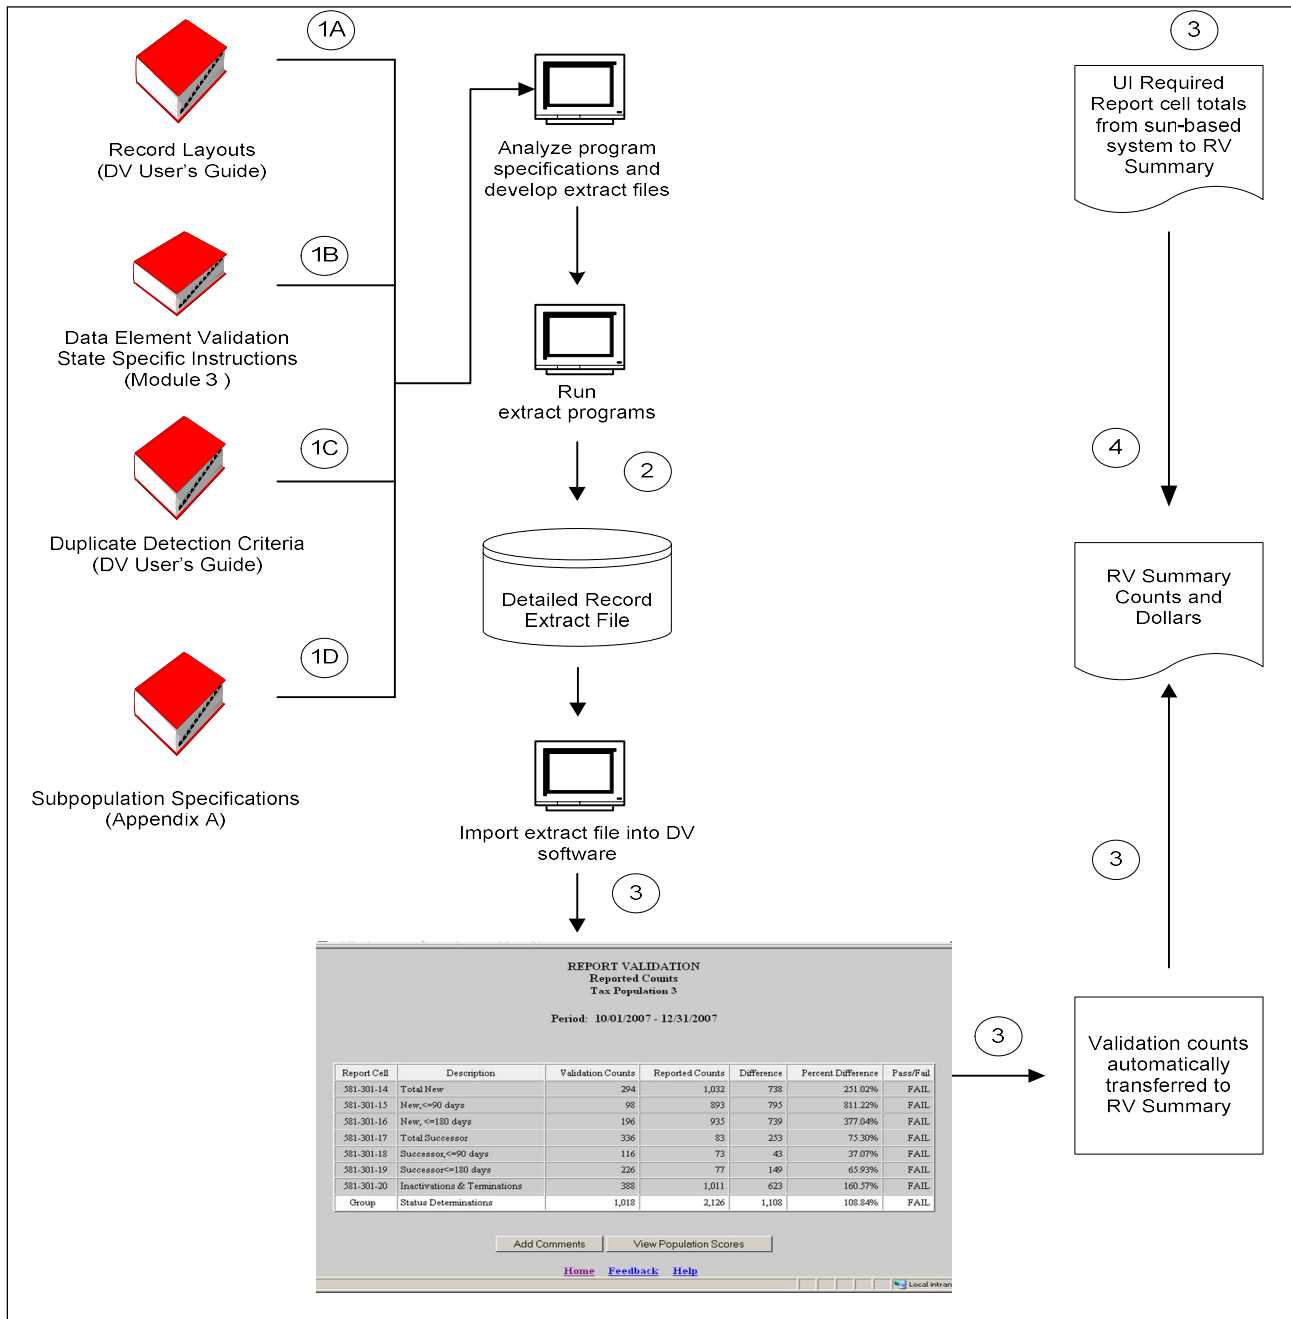 1A
Record Layouts
(DV User's Guide)
1B
Data Element Validation
State Specific Instructions
(Module 3 )
1C
Duplicate Detection Criteria
(DV User's Guide)
1D
Subpopulation Specifications
(Appendix A)
Analyze program
specifications and
develop extract files
Run
extract programs
2
Detailed Record
Extract File
Import extract file into DV
software
3
REPORT VALIDATION
Reported Counts
Tax Population 3
Period: 10/01/2007 - 12/31/2007
Report Cell Description Validation Counts Reported Counts Difference Percent Difference Pass/Fail
581-301-14 Total New 294 1,032 738 251.02% FAIL
581-301-15 New,<=90 days 98 893 795 811.22% FAIL
581-301-16 New, <=180 days 196 935 739 377.04% FAIL
581-301-17 Total Successor 336 83 253 75.30% FAIL
581-301-18 Successor,<=90 days 116 73 43 37.07% FAIL
581-301-19 Successor<=180 days 226 77 149 65.93% FAIL
581-301-20 Inactivations & Terminations 388 1,011 623 160.57% FAIL
Group Status Determinations 1,018 2,126 1,108 108.84% FAIL
Add Comments View Population Scores
Home Feedback Help
Local intran
3
Validation counts
automatically
transferred to
RV Summary
3
3
UI Required
Report cell totals
from sun-based
system to RV
Summary
4
RV Summary
Counts and
Dollars